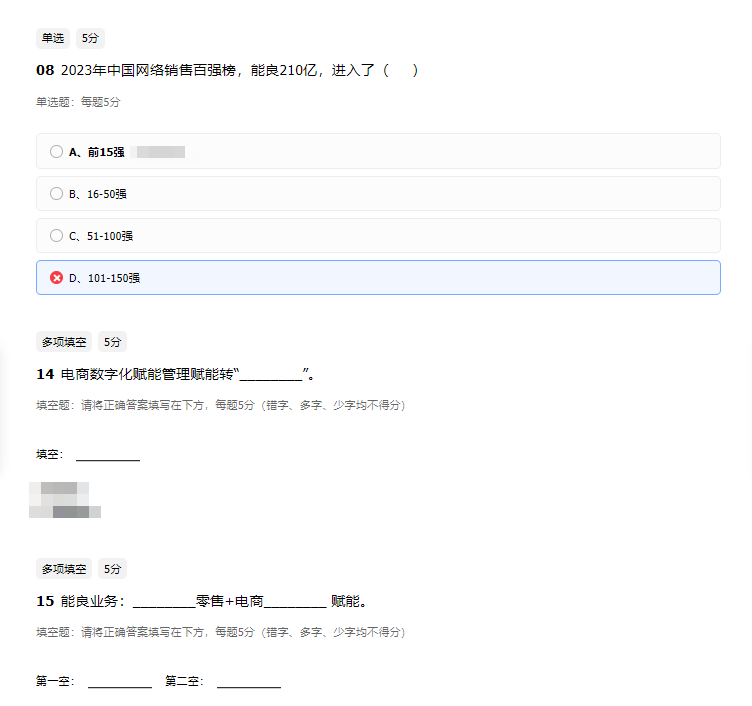 单选 5分
08 2023年中国网络销售百强榜，能良210亿，进入了（ ）
单选题：每题5分
A、前15强
B、16-50强
C、51-100强
D、101-150强
多项填空 5分
14 电商数字化赋能管理赋能转“________”。
填空题：请将正确答案填写在下方，每题5分（错字、多字、少字均不得分）
填空：
多项填空 5分
15 能良业务：________零售+电商________ 赋能。
填空题：请将正确答案填写在下方，每题5分（错字、多字、少字均不得分）
第一空： 第二空：